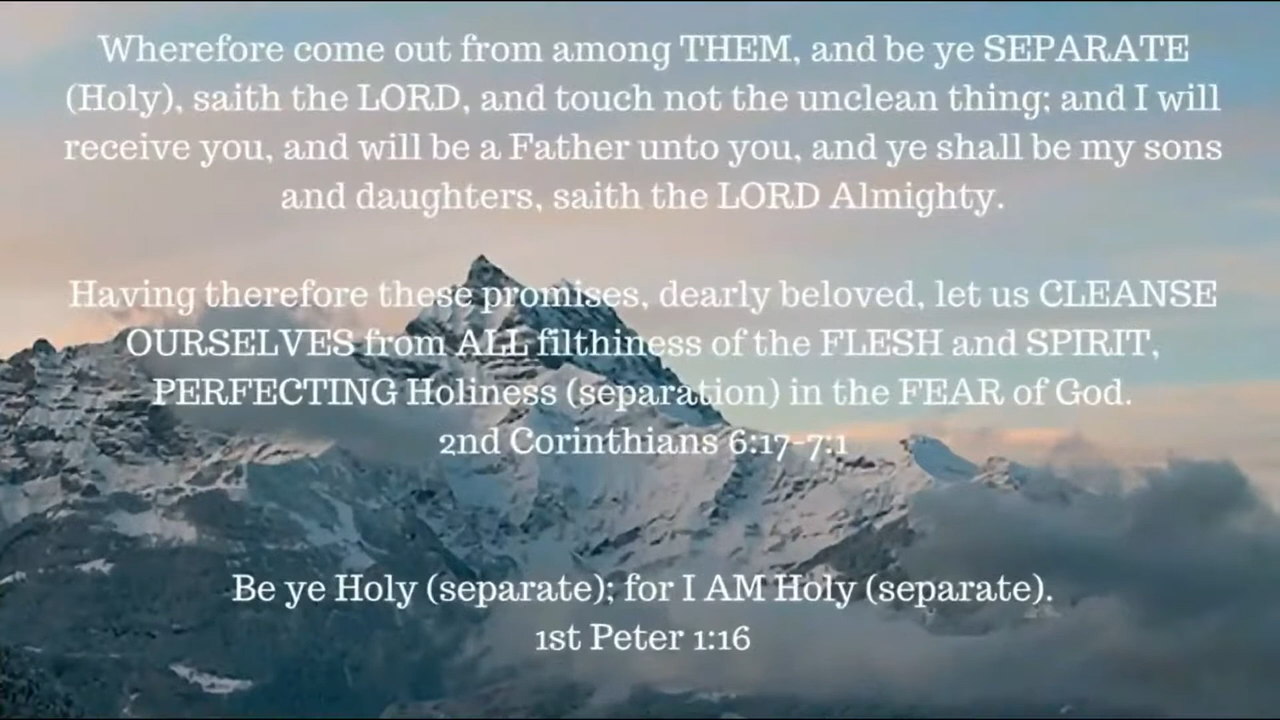 Wherefore come out from among THEM, and be ye SEPARATE
(Holy), saith the LORD, and touch not the unclean thing; and I will
receive you, and will be a Father unto you, and ye shall be my sons
and daughters, saith the LORD Almighty.
Having therefore these promises, dearly beloved, let us CLEANSE
OURSELVES from ALL filthiness of the FLESH and SPIRIT,
PERFECTING Holiness (separation) in the FEAR of God.
2nd Corinthians 6:17-7:1
Be ye Holy (separate); for I AM Holy (separate).
1st Peter 1:16